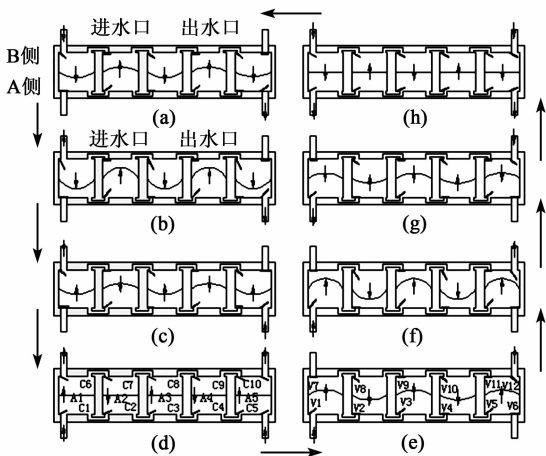 进水口 出水口
B侧
A侧
(a)
(h)
进水口 出水口
(b)
(g)
(c)
(f)
C6 C7 C8 C9 C10
A1 A2 A3 A4 A5
C1 C2 C3 C4 C5
(d)
V7 V8 V9 V10 V11 V12
V1 V2 V3 V4 V5 V6
(e)